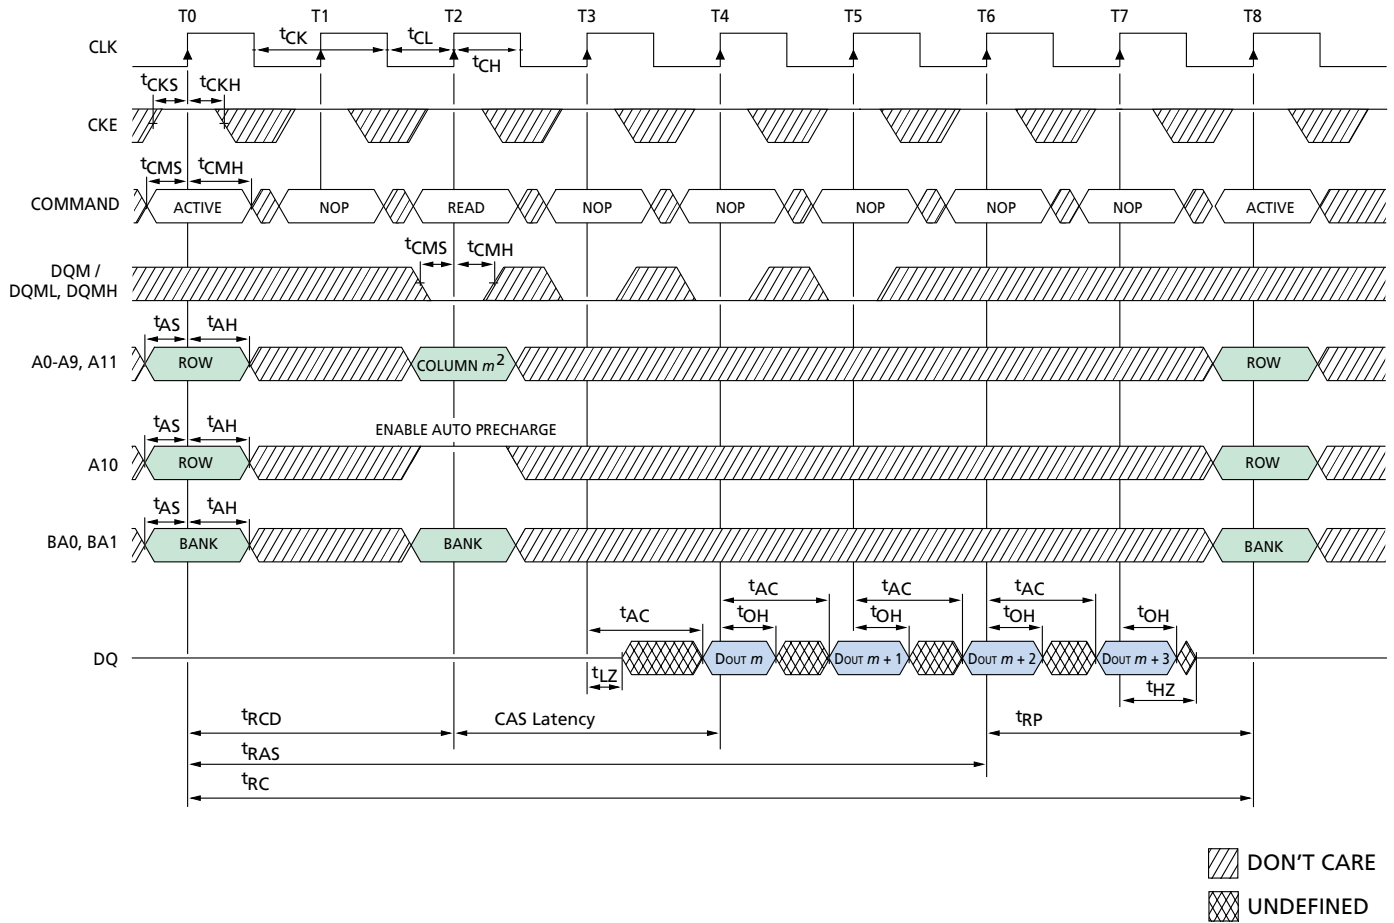 T0 T1 T2 T3 T4 T5 T6 T7 T8
CLK
tCK tCL
tCH
tCKS tCKH
CKE
tCMS tCMH
COMMAND ACTIVE NOP READ NOP NOP NOP NOP NOP ACTIVE
tCMS tCMH
DQM /
DQML, DQMH
tAS tAH
A0-A9, A11 ROW COLUMN m2 ROW
tAS tAH
ENABLE AUTO PRECHARGE
A10 ROW ROW
tAS tAH
BA0, BA1 BANK BANK BANK
tAC tAC tAC
tAC tOH tOH tOH tOH
DQ DOUT m DOUT m + 1 DOUT m + 2 DOUT m + 3
tLZ tHZ
tRCD CAS Latency tRP
tRAS
tRC
DON'T CARE
UNDEFINED